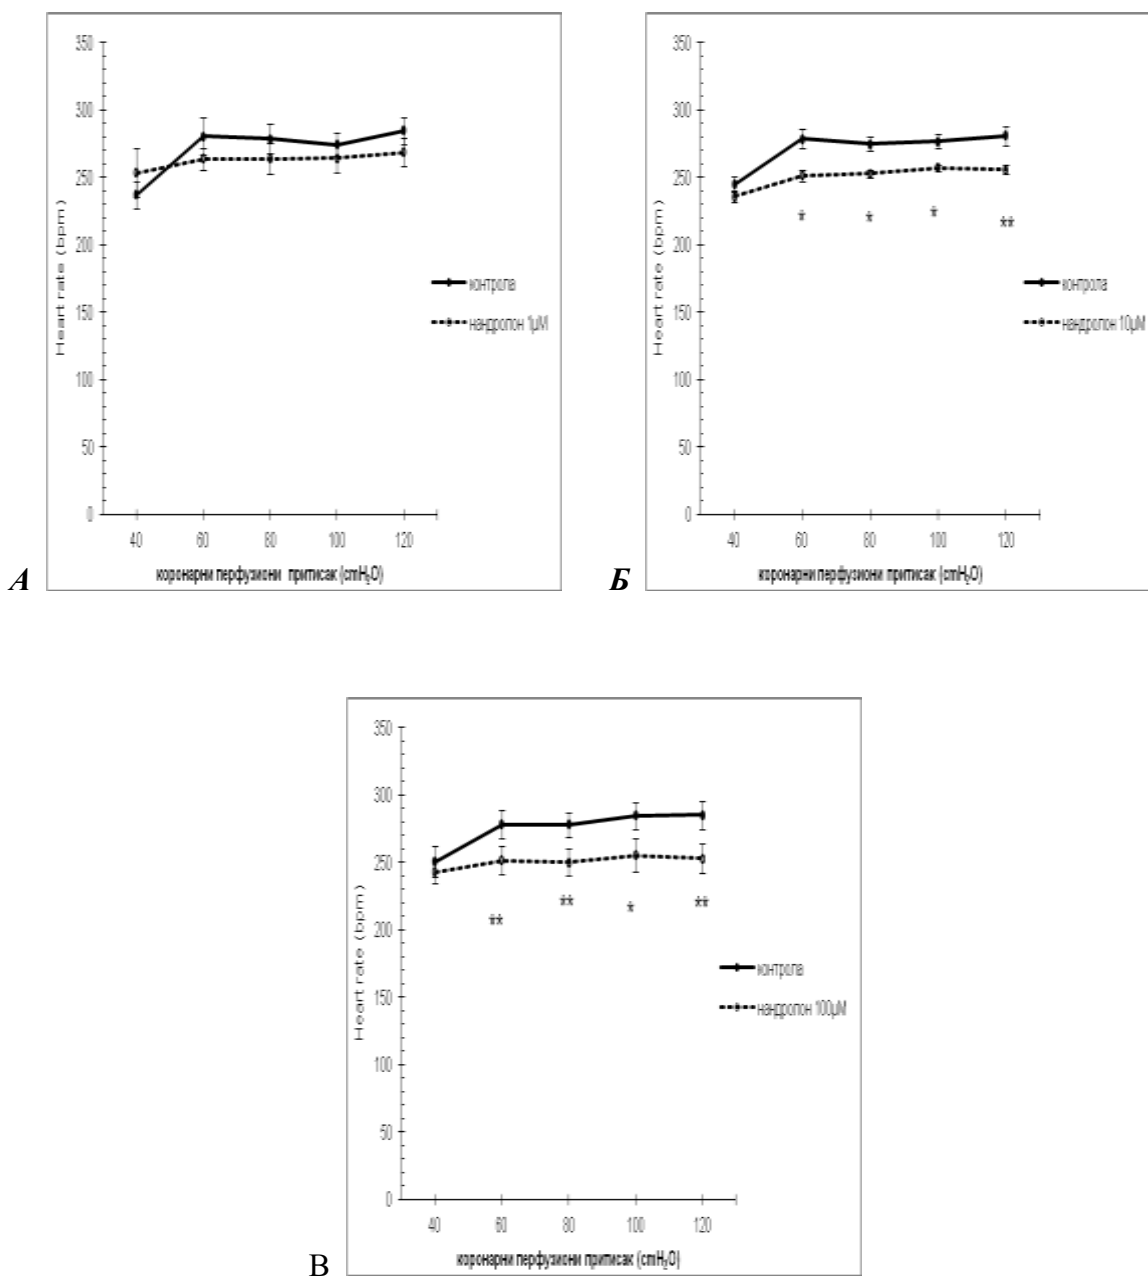 350
300
250
200
150
100
50
0
Heart rate (bpm)
40 60 80 100 120
коронарни перфузиони притисак (cmH₂O)
контрола
нандролон 1μM
А
350
300
250
200
150
100
50
0
Heart rate (bpm)
* * * **
40 60 80 100 120
коронарни перфузиони притисак (cmH₂O)
контрола
нандролон 10μM
Б
350
300
250
200
150
100
50
0
Heart rate (bpm)
** ** * **
40 60 80 100 120
коронарни перфузиони притисак (cmH₂O)
контрола
нандролон 100μM
В